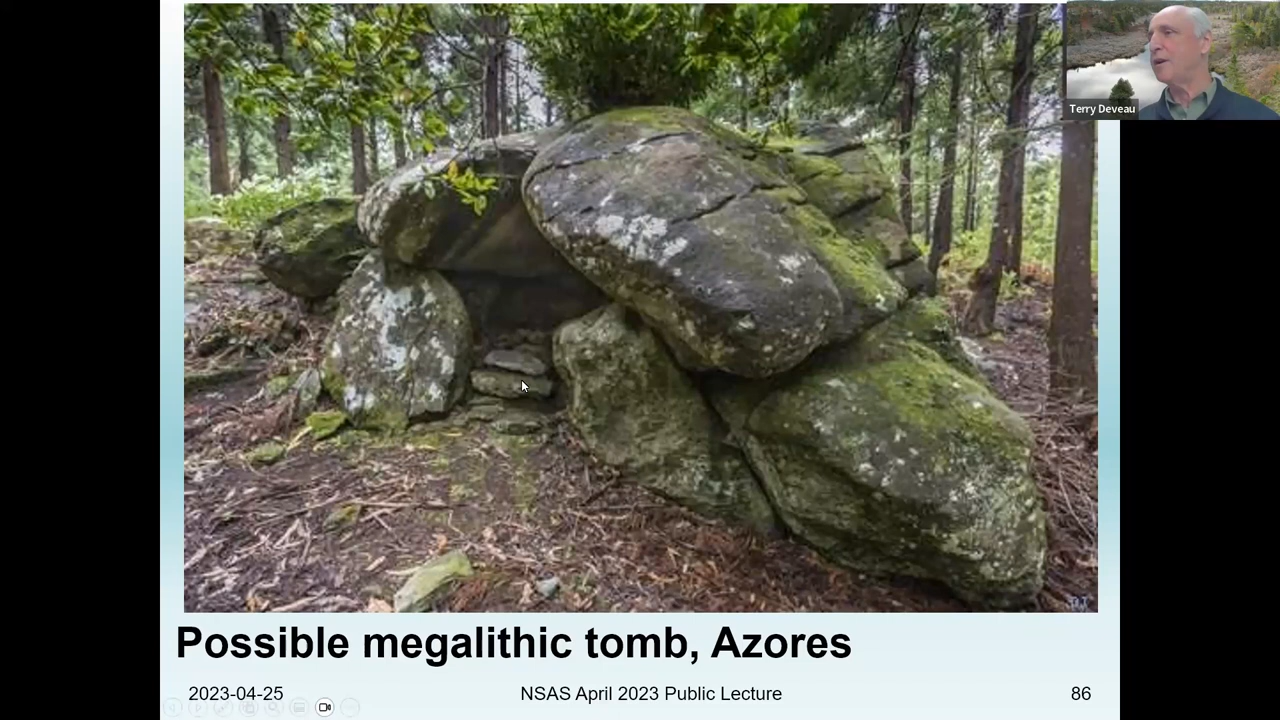 Terry Deveau
Possible megalithic tomb, Azores
2023-04-25
NSAS April 2023 Public Lecture
86